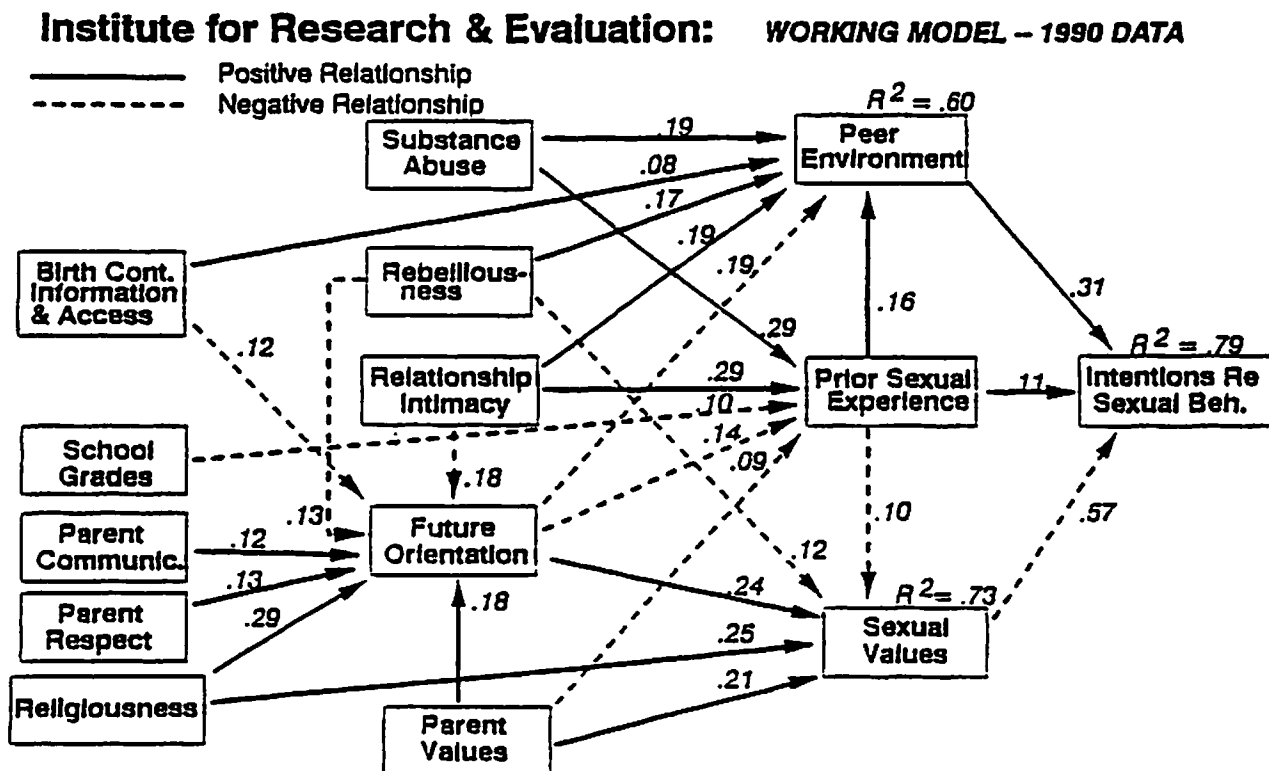 Institute for Research & Evaluation: WORKING MODEL – 1990 DATA
Positive Relationship
Negative Relationship
R² = .60
Substance
Abuse
.19
Peer
Environment
.08
.17
.19
.19
Birth Cont.
Information
& Access
Rebellious-
ness
.16
.31
.12
.29
R² = .79
Relationship
Intimacy
.29
Prior Sexual
Experience
.11
Intentions Re
Sexual Beh.
.10
School
Grades
.14
.09
.18
.13
Parent
Communic.
.12
Future
Orientation
.10
.57
.12
.13
.24
Parent
Respect
.29
.18
R² = .73
Sexual
Values
.25
Religiousness
.21
Parent
Values